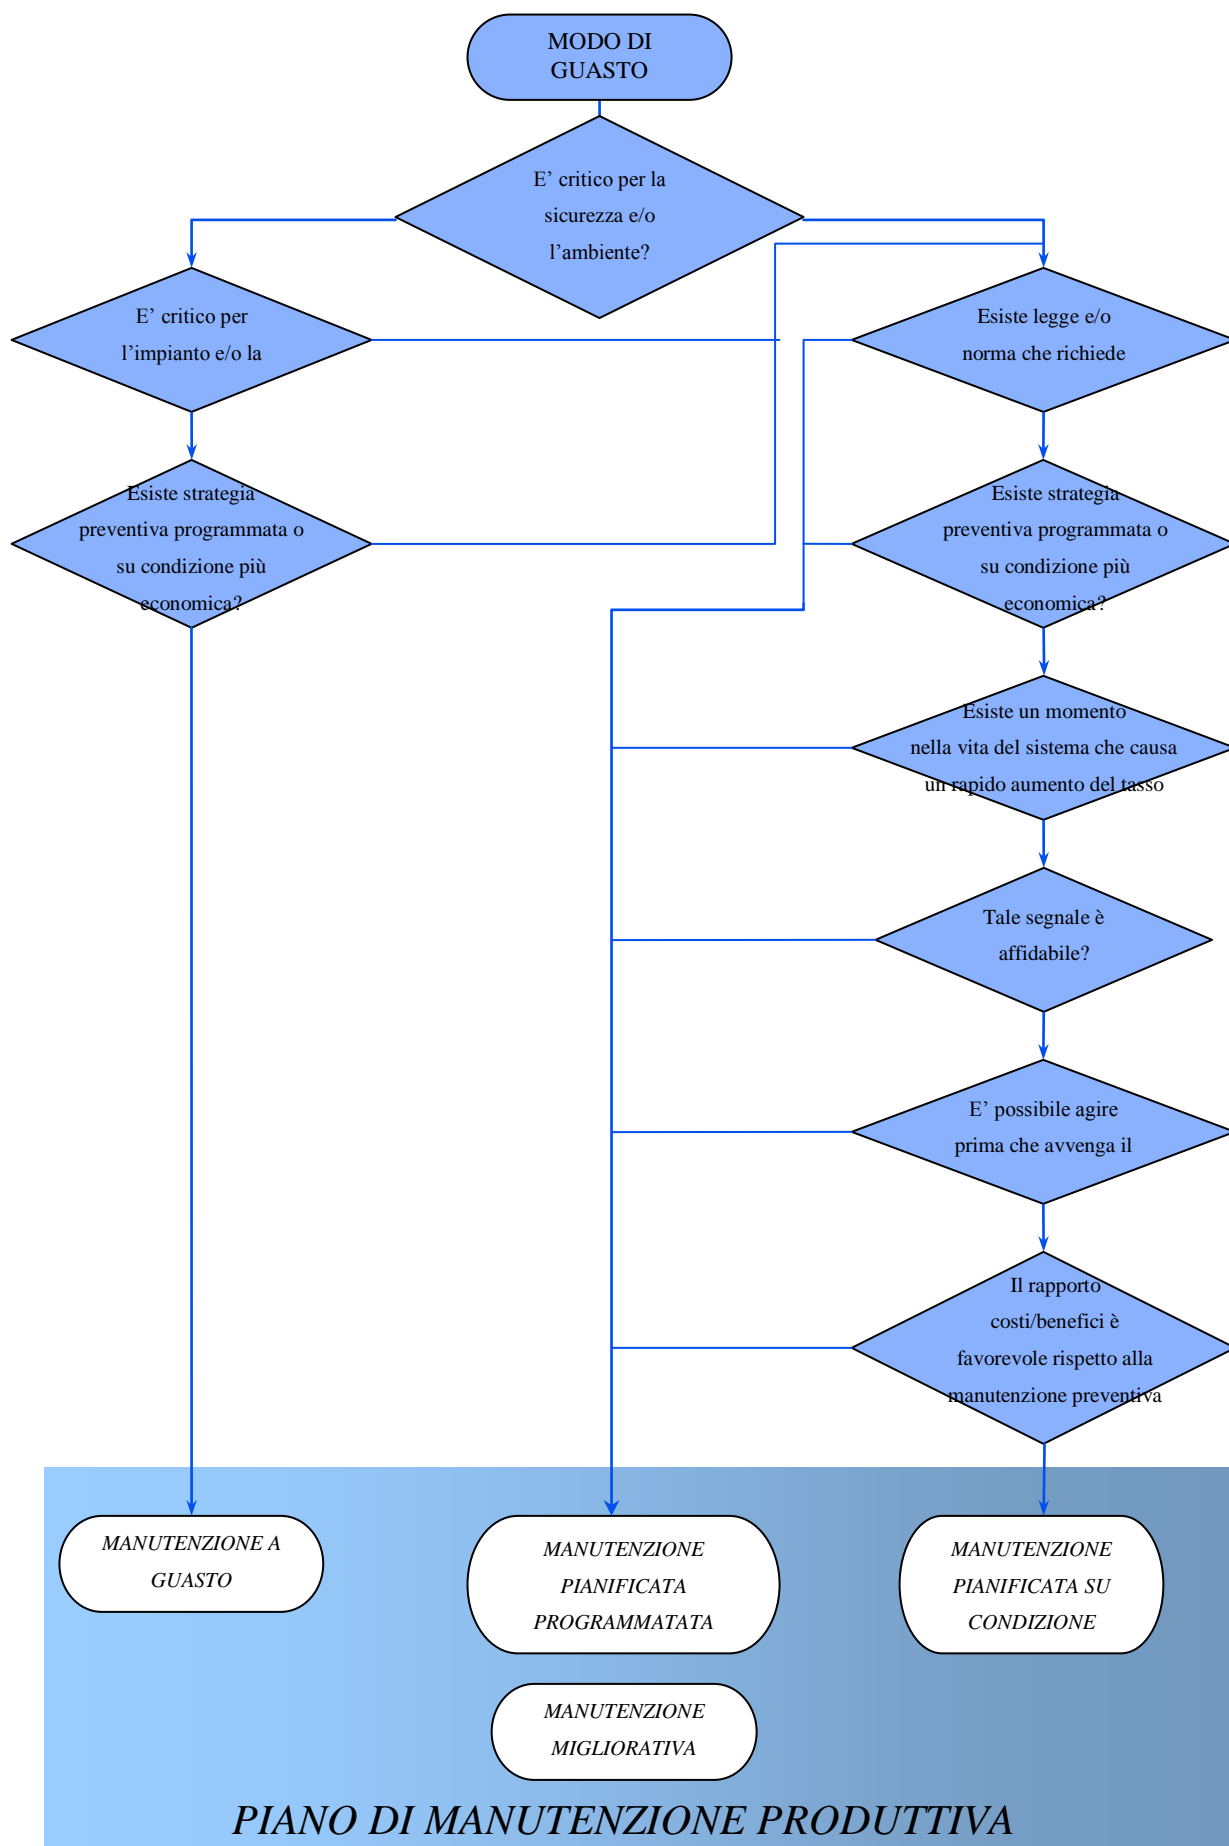 MODO DI
GUASTO
E’ critico per la
sicurezza e/o
l’ambiente?
E’ critico per
l’impianto e/o la
Esiste legge e/o
norma che richiede
Esiste strategia
preventiva programmata o
su condizione più
economica?
Esiste strategia
preventiva programmata o
su condizione più
economica?
Esiste un momento
nella vita del sistema che causa
un rapido aumento del tasso
Tale segnale è
affidabile?
E’ possibile agire
prima che avvenga il
Il rapporto
costi/benefici è
favorevole rispetto alla
manutenzione preventiva
MANUTENZIONE A
GUASTO
MANUTENZIONE
PIANIFICATA
PROGRAMMATATA
MANUTENZIONE
PIANIFICATA SU
CONDIZIONE
MANUTENZIONE
MIGLIORATIVA
PIANO DI MANUTENZIONE PRODUTTIVA